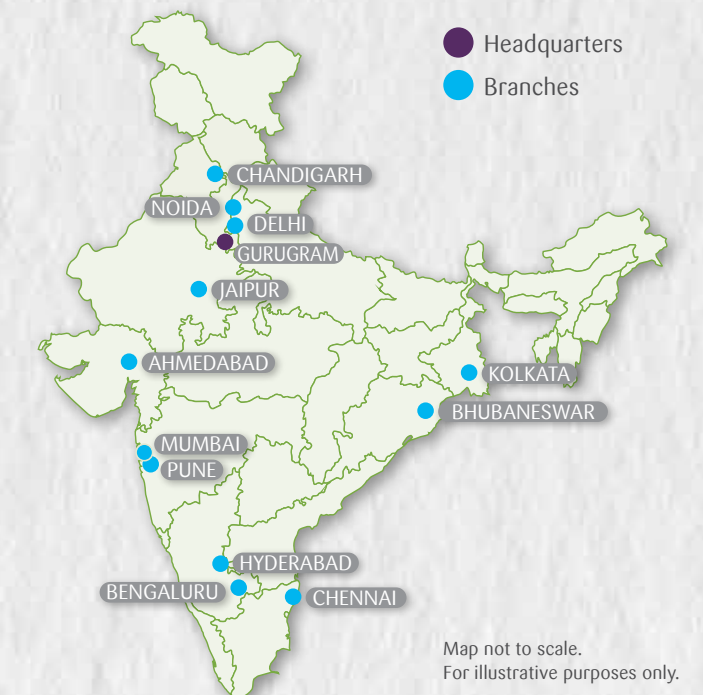 Headquarters
Branches
CHANDIGARH
NOIDA
DELHI
GURUGRAM
JAIPUR
AHMEDABAD
KOLKATA
BHUBANESWAR
MUMBAI
PUNE
HYDERABAD
BENGALURU
CHENNAI
Map not to scale.
For illustrative purposes only.